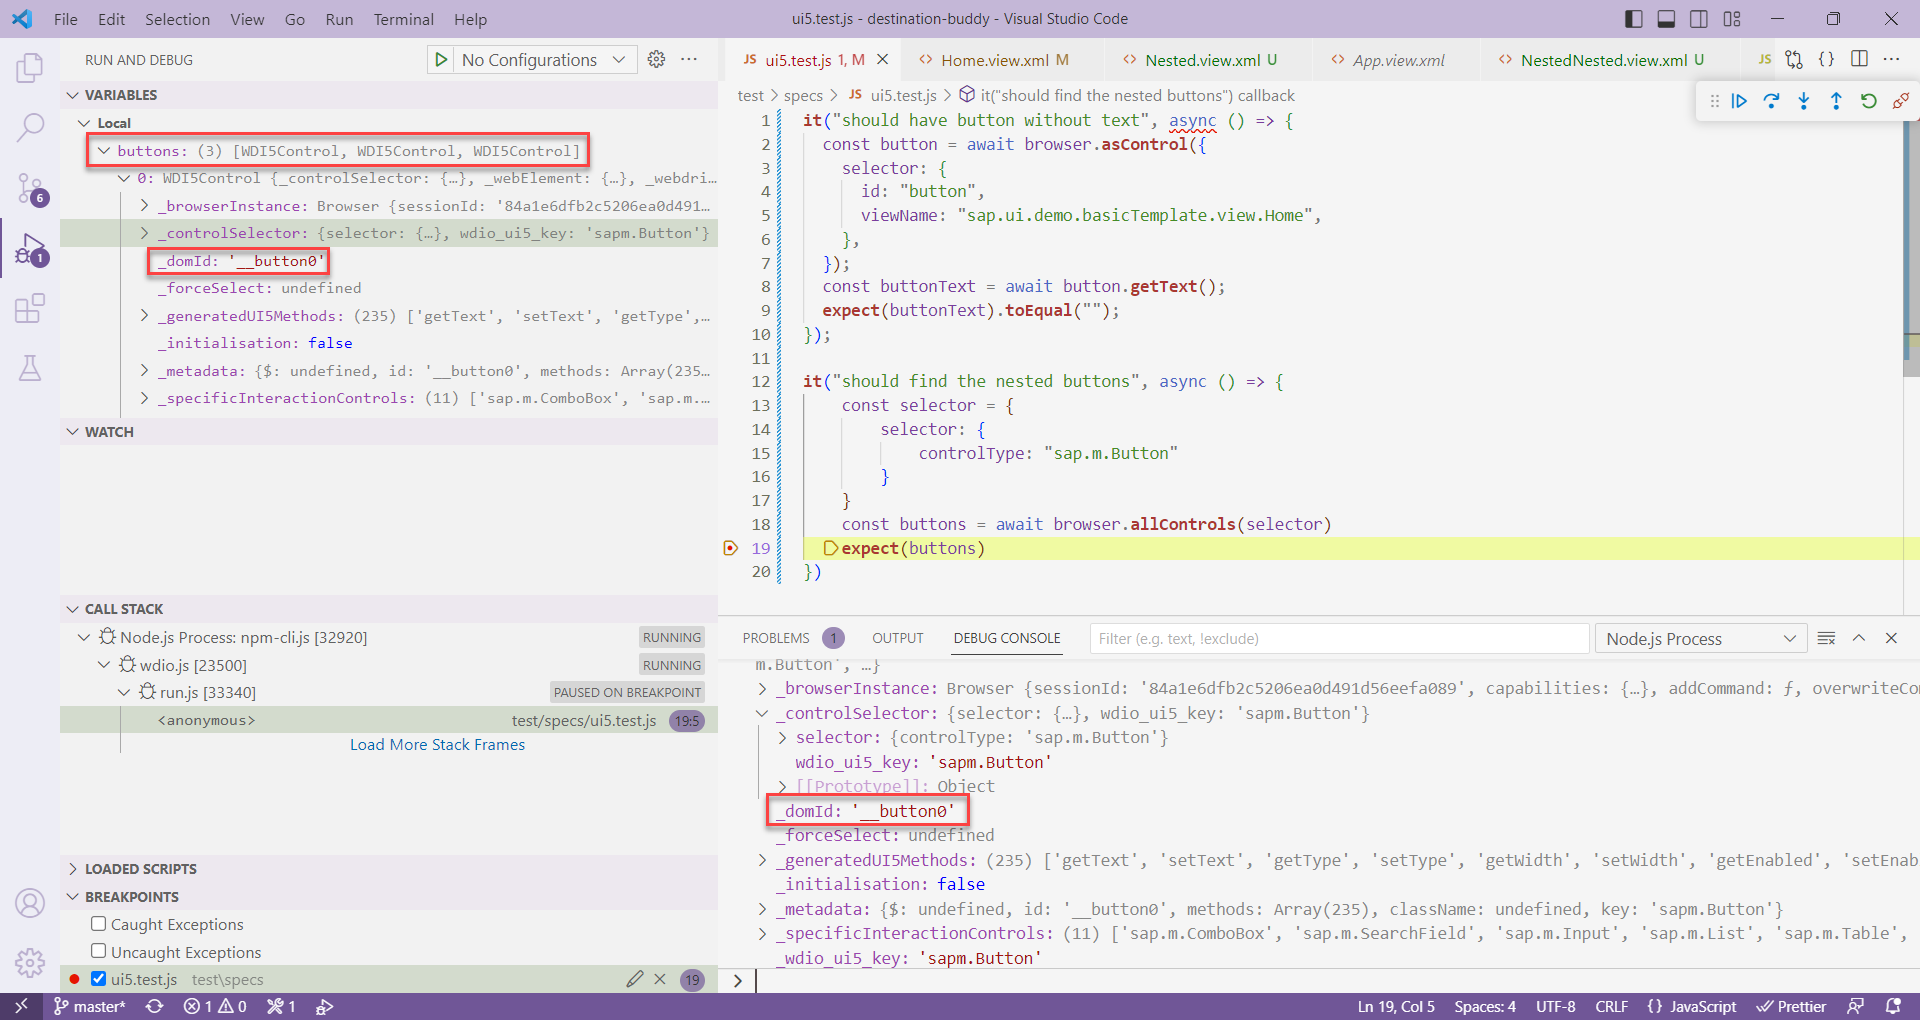 File Edit Selection View Go Run Terminal Help
ui5.test.js - destination-buddy - Visual Studio Code
RUN AND DEBUG
No Configurations
VARIABLES
Local
buttons: (3) [WDI5Control, WDI5Control, WDI5Control]
0: WDI5Control {_controlSelector: {…}, _webElement: {…}, _webdri…
_browserInstance: Browser {sessionId: '84a1e6dfb2c5206ea0d491…
_controlSelector: {selector: {…}, wdio_ui5_key: 'sapm.Button'}
_domId: '__button0'
_forceSelect: undefined
_generatedUI5Methods: (235) ['getText', 'setText', 'getType',…
_initialisation: false
_metadata: {$: undefined, id: '__button0', methods: Array(235…
_specificInteractionControls: (11) ['sap.m.ComboBox', 'sap.m.…
WATCH
CALL STACK
Node.js Process: npm-cli.js [32920] RUNNING
wdio.js [23500] RUNNING
run.js [33340] PAUSED ON BREAKPOINT
<anonymous> test/specs/ui5.test.js 19:5
Load More Stack Frames
LOADED SCRIPTS
BREAKPOINTS
Caught Exceptions
Uncaught Exceptions
ui5.test.js test\specs 19
6
1
JS ui5.test.js 1, M
Home.view.xml M
Nested.view.xml U
App.view.xml
NestedNested.view.xml U
JS
test > specs > JS ui5.test.js > it("should find the nested buttons") callback
1 it("should have button without text", async () => {
2 const button = await browser.asControl({
3 selector: {
4 id: "button",
5 viewName: "sap.ui.demo.basicTemplate.view.Home",
6 },
7 });
8 const buttonText = await button.getText();
9 expect(buttonText).toEqual("");
10 });
11
12 it("should find the nested buttons", async () => {
13 const selector = {
14 selector: {
15 controlType: "sap.m.Button"
16 }
17 }
18 const buttons = await browser.allControls(selector)
19 expect(buttons)
20 })
PROBLEMS 1 OUTPUT DEBUG CONSOLE
Filter (e.g. text, !exclude)
Node.js Process
m.Button', …}
_browserInstance: Browser {sessionId: '84a1e6dfb2c5206ea0d491d56eefa089', capabilities: {…}, addCommand: ƒ, overwriteCo
_controlSelector: {selector: {…}, wdio_ui5_key: 'sapm.Button'}
selector: {controlType: 'sap.m.Button'}
wdio_ui5_key: 'sapm.Button'
[[Prototype]]: Object
_domId: '__button0'
_forceSelect: undefined
_generatedUI5Methods: (235) ['getText', 'setText', 'getType', 'setType', 'getWidth', 'setWidth', 'getEnabled', 'setEnab
_initialisation: false
_metadata: {$: undefined, id: '__button0', methods: Array(235), className: undefined, key: 'sapm.Button'}
_specificInteractionControls: (11) ['sap.m.ComboBox', 'sap.m.SearchField', 'sap.m.Input', 'sap.m.List', 'sap.m.Table',
_wdio_ui5_key: 'sapm.Button'
master* 1 0 1
Ln 19, Col 5 Spaces: 4 UTF-8 CRLF {} JavaScript Prettier